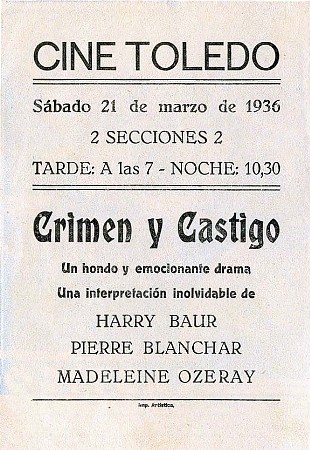 CINE TOLEDO
Sábado 21 de marzo de 1936
2 SECCIONES 2
TARDE: A las 7 - NOCHE: 10,30
Crimen y Castigo
Un hondo y emocionante drama
Una interpretación inolvidable de
HARRY BAUR
PIERRE BLANCHAR
MADELEINE OZERAY
Imp. Artística.